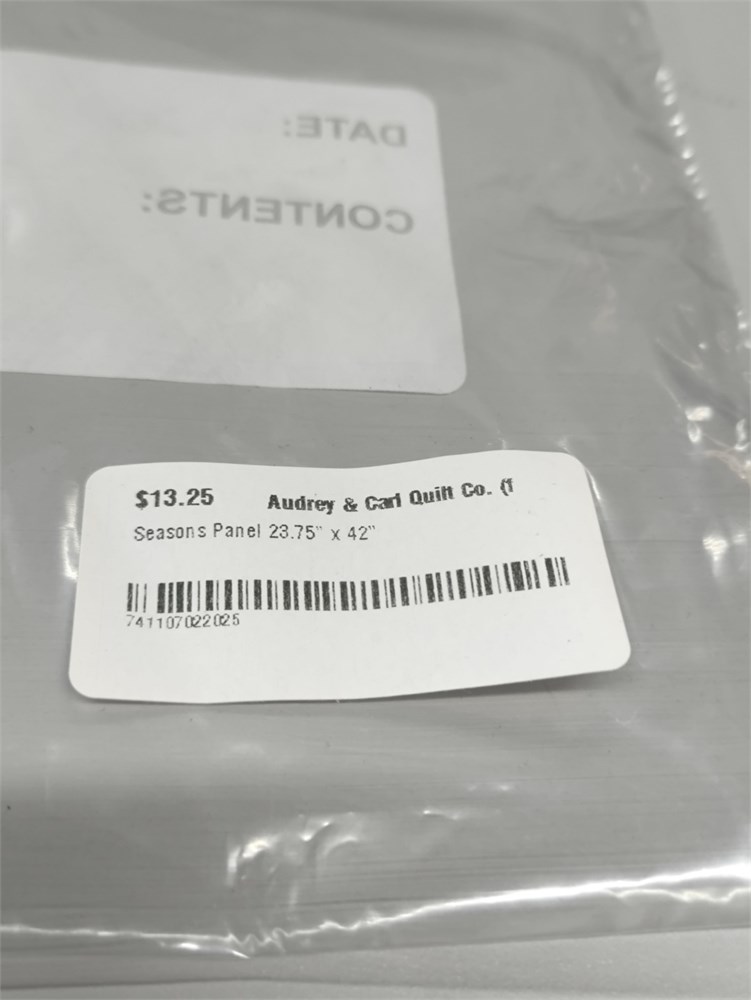 DATE:
CONTENTS:
$13.25 Audrey & Carl Quilt Co. (f
Seasons Panel 23.75" x 42"
741107022025